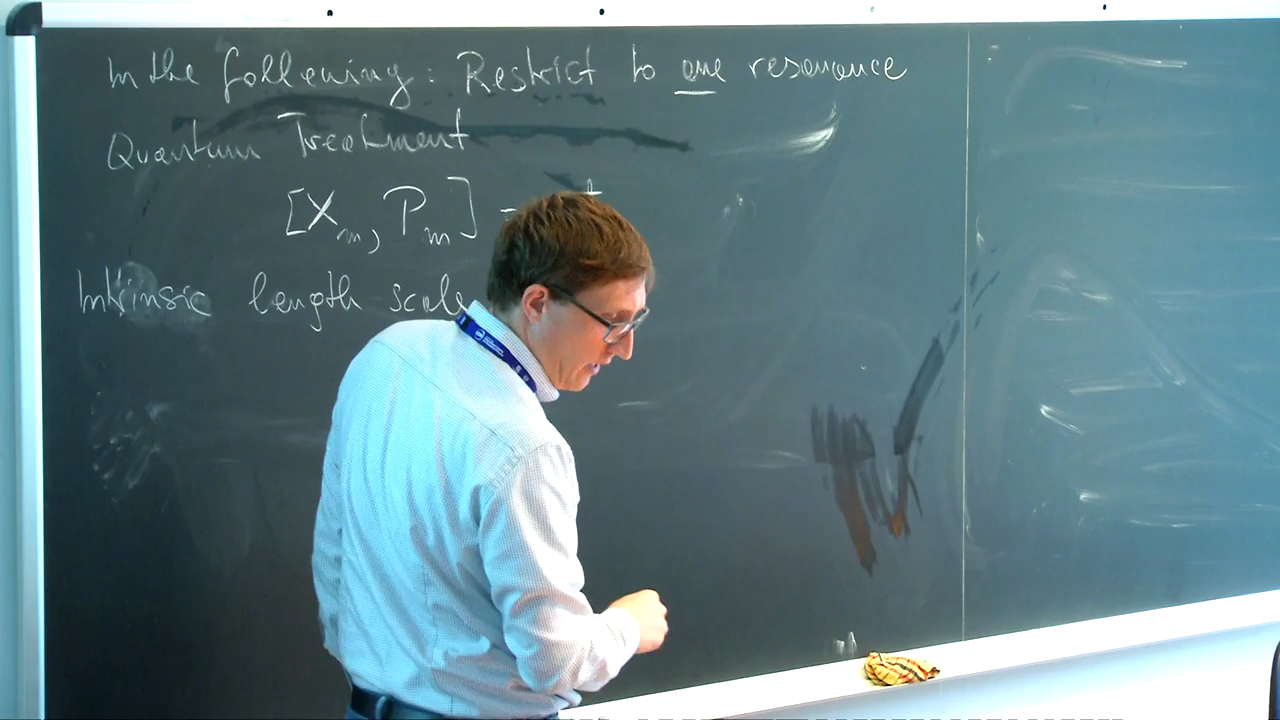 In the following: Restrict to one resonance
Quantum Treatment
[X_m, P_m] =
Intrinsic length scale